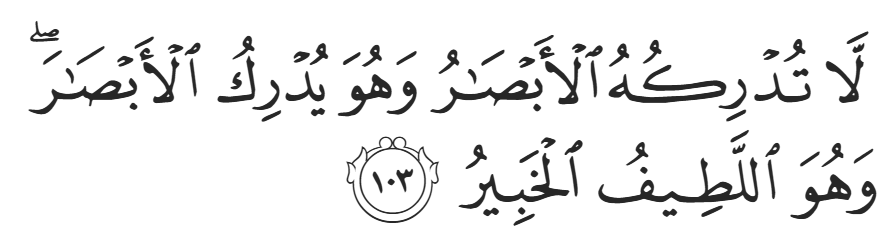 لَّا تُدْرِكُهُ ٱلْأَبْصَـٰرُ وَهُوَ يُدْرِكُ ٱلْأَبْصَـٰرَ ۖ
وَهُوَ ٱللَّطِيفُ ٱلْخَبِيرُ ١٠٣